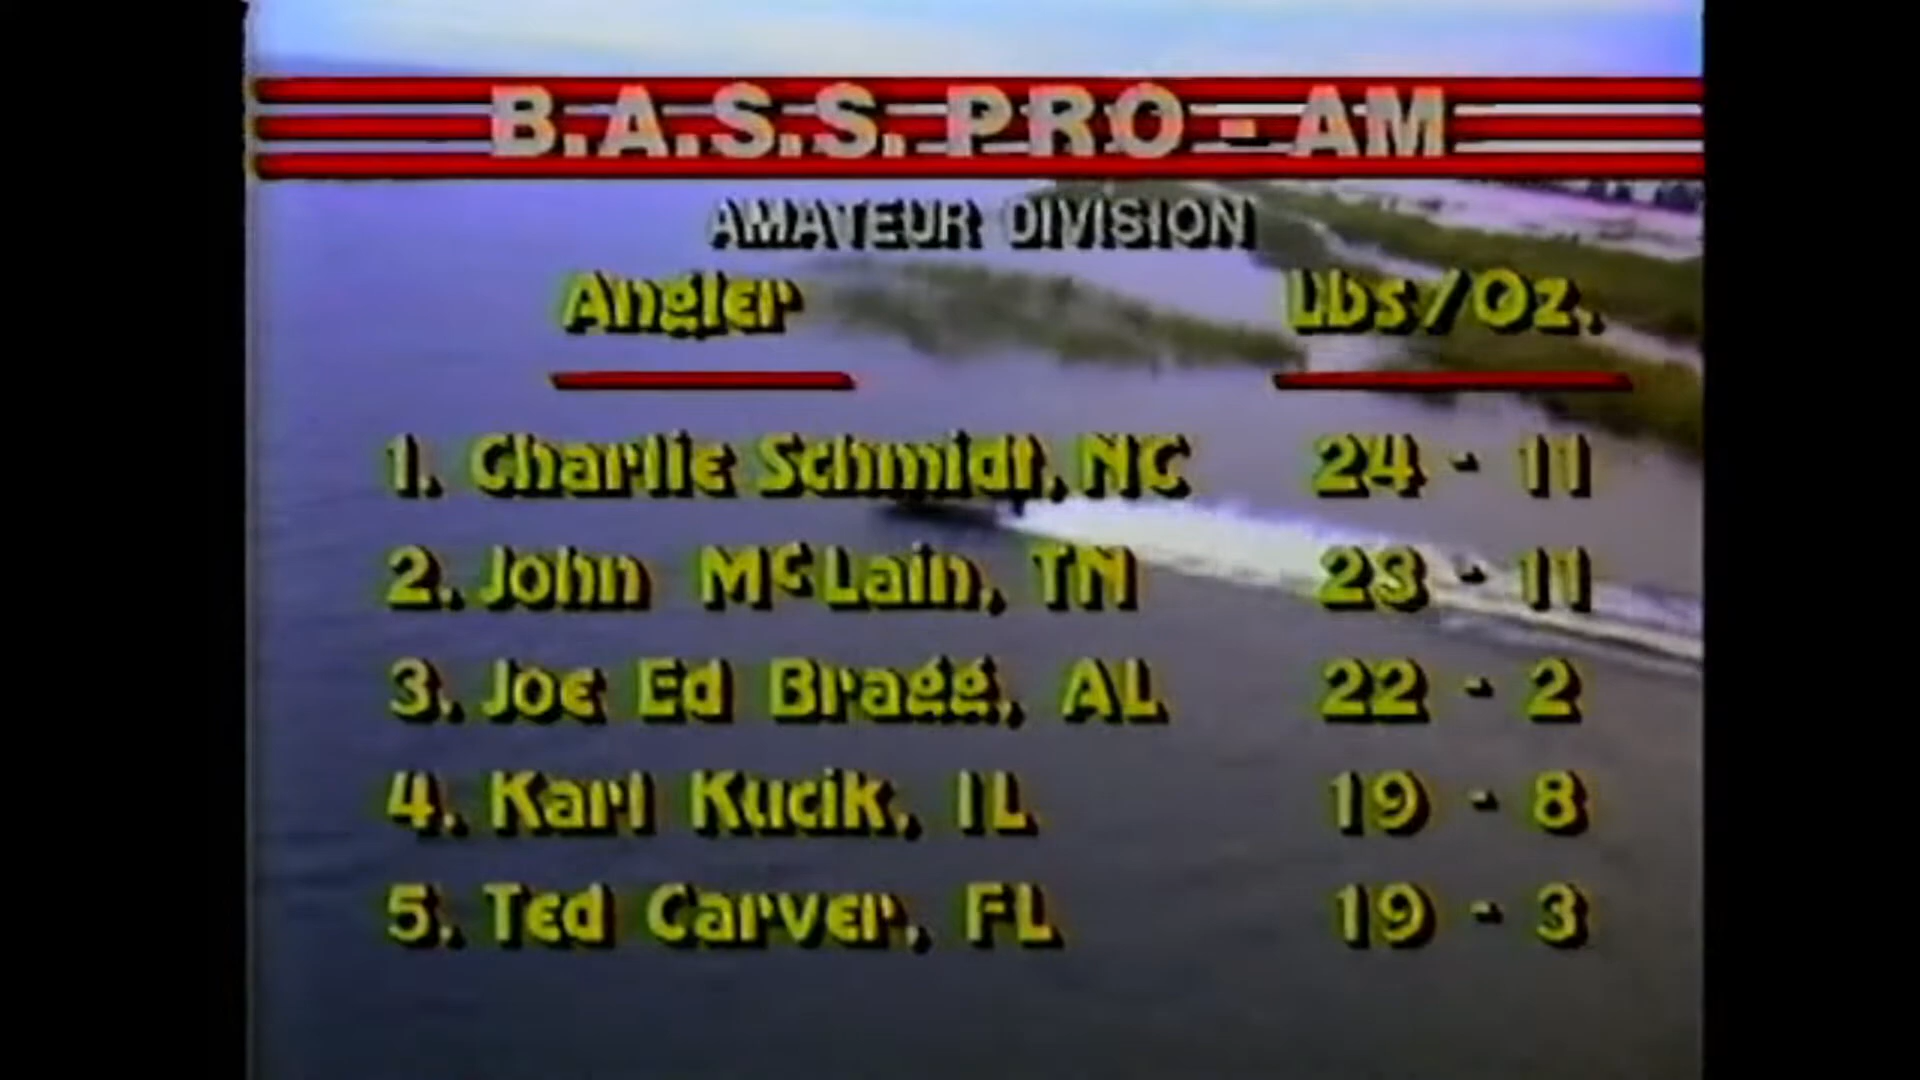 B.A.S.S. PRO - AM
AMATEUR DIVISION
Angler Lbs/Oz.
1. Charlie Schmidt, NC 24 - 11
2. John McLain, TN 23 - 11
3. Joe Ed Bragg, AL 22 - 2
4. Karl Kucik, IL 19 - 8
5. Ted Carver, FL 19 - 3